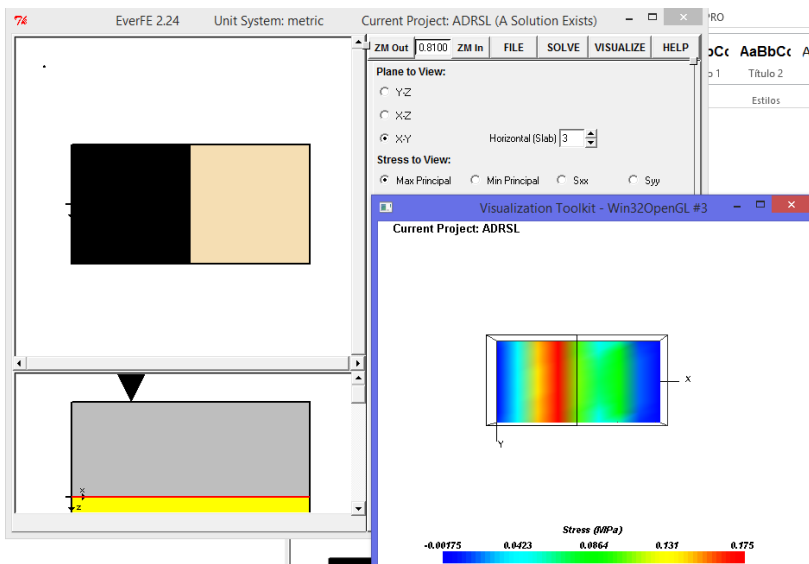 EverFE 2.24 Unit System: metric Current Project: ADRSL (A Solution Exists)
PRO
ZM Out 0.8100 ZM In FILE SOLVE VISUALIZE HELP
AaBbCc
Título 2
Estilos
Plane to View:
Y-Z
X-Z
X-Y Horizontal (Slab) 3
Stress to View:
Max Principal Min Principal Sxx Syy
Visualization Toolkit - Win32OpenGL #3
Current Project: ADRSL
X
Y
x
z
Stress (MPa)
-0.00175 0.0423 0.0864 0.131 0.175